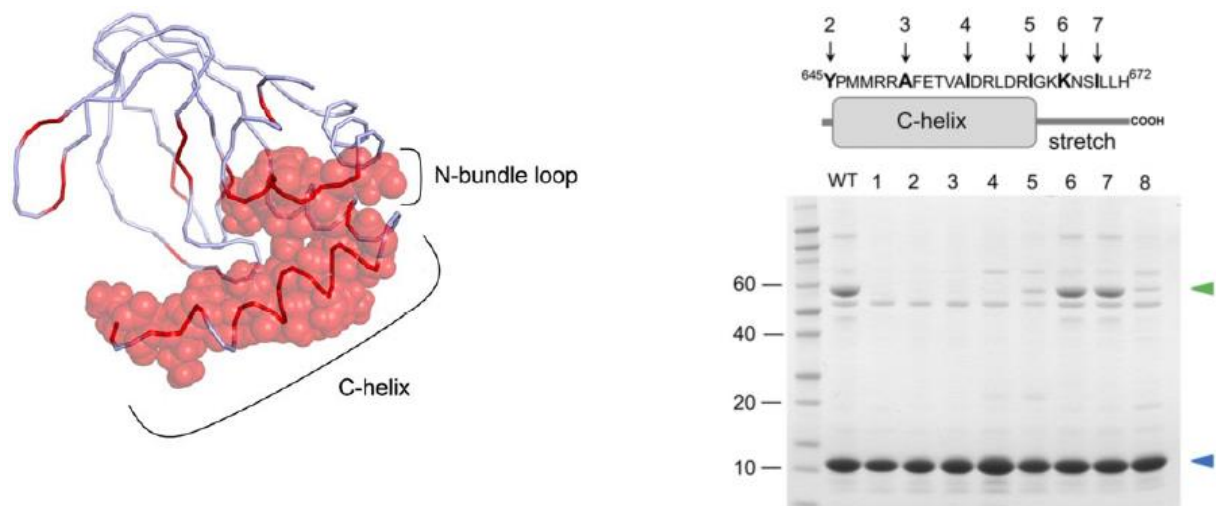 N-bundle loop
C-helix
2 3 4 5 6 7
645YPMMRRAFETVAIDRLDRIGKKNSILLH672
C-helix
COOH
stretch
WT 1 2 3 4 5 6 7 8
60
40
20
10